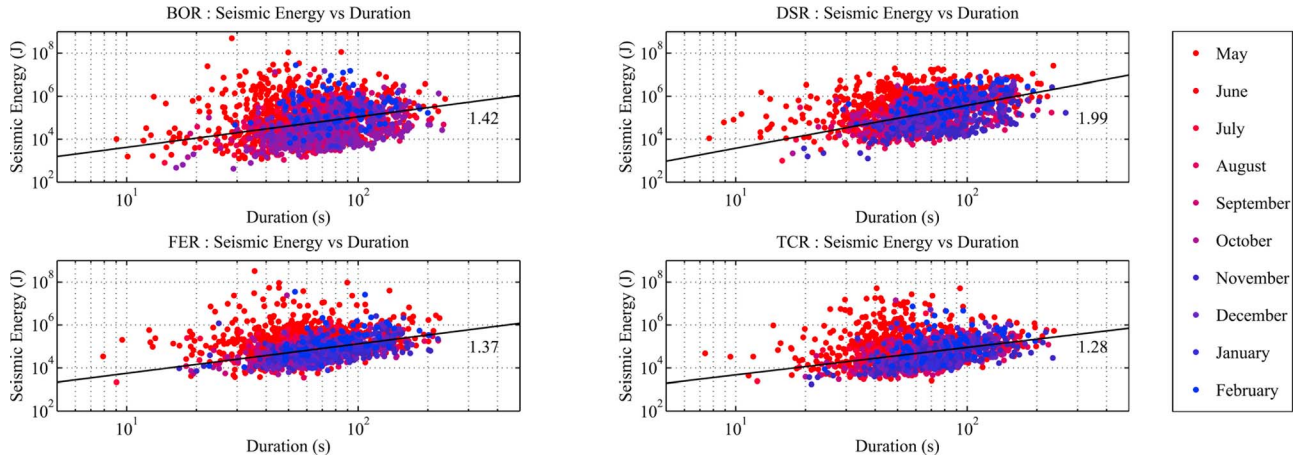 BOR : Seismic Energy vs Duration
Seismic Energy (J)
10^8
10^6
10^4
10^2
1.42
10^1
10^2
Duration (s)
DSR : Seismic Energy vs Duration
Seismic Energy (J)
10^8
10^6
10^4
10^2
1.99
10^1
10^2
Duration (s)
FER : Seismic Energy vs Duration
Seismic Energy (J)
10^8
10^6
10^4
10^2
1.37
10^1
10^2
Duration (s)
TCR : Seismic Energy vs Duration
Seismic Energy (J)
10^8
10^6
10^4
10^2
1.28
10^1
10^2
Duration (s)
May
June
July
August
September
October
November
December
January
February